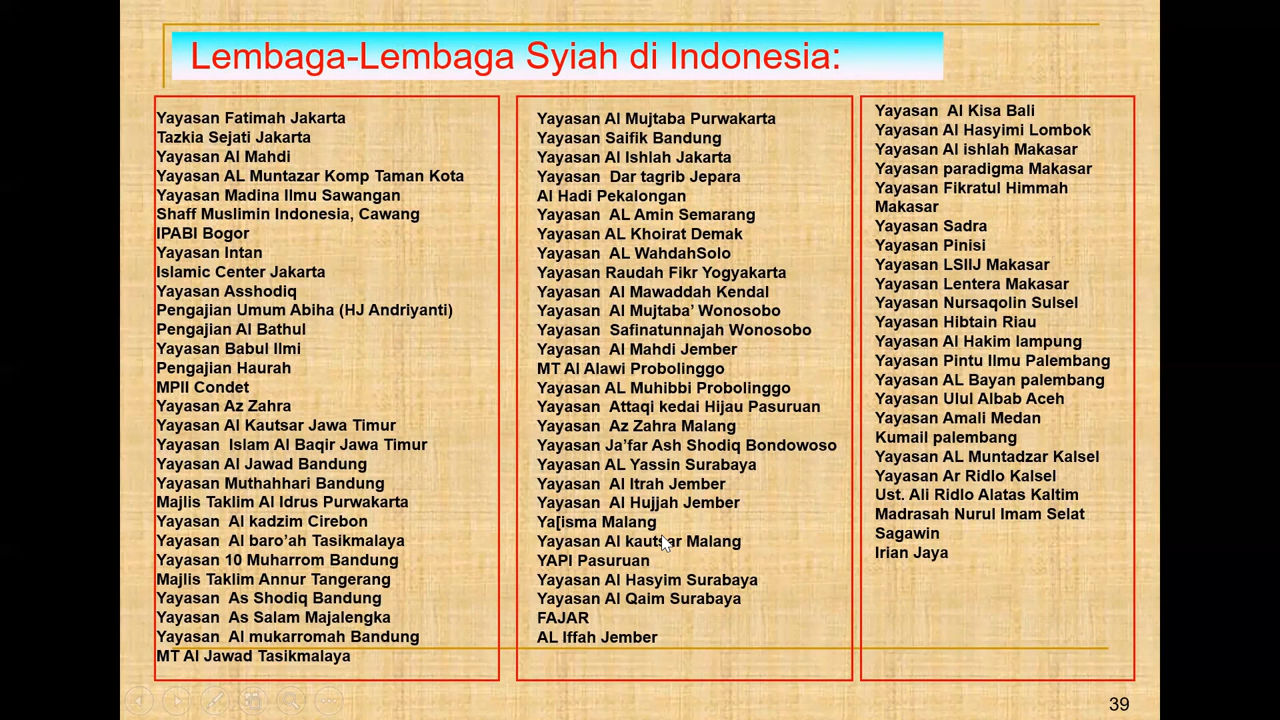 Lembaga-Lembaga Syiah di Indonesia:
Yayasan Fatimah Jakarta
Tazkia Sejati Jakarta
Yayasan Al Mahdi
Yayasan AL Muntazar Komp Taman Kota
Yayasan Madina Ilmu Sawangan
Shaff Muslimin Indonesia, Cawang
IPABI Bogor
Yayasan Intan
Islamic Center Jakarta
Yayasan Asshodiq
Pengajian Umum Abiha (HJ Andriyanti)
Pengajian Al Bathul
Yayasan Babul Ilmi
Pengajian Haurah
MPII Condet
Yayasan Az Zahra
Yayasan Al Kautsar Jawa Timur
Yayasan Islam Al Baqir Jawa Timur
Yayasan Al Jawad Bandung
Yayasan Muthahhari Bandung
Majlis Taklim Al Idrus Purwakarta
Yayasan Al kadzim Cirebon
Yayasan Al baro'ah Tasikmalaya
Yayasan 10 Muharrom Bandung
Majlis Taklim Annur Tangerang
Yayasan As Shodiq Bandung
Yayasan As Salam Majalengka
Yayasan Al mukarromah Bandung
MT Al Jawad Tasikmalaya
Yayasan Al Mujtaba Purwakarta
Yayasan Saifik Bandung
Yayasan Al Ishlah Jakarta
Yayasan Dar tagrib Jepara
Al Hadi Pekalongan
Yayasan AL Amin Semarang
Yayasan AL Khoirat Demak
Yayasan AL WahdahSolo
Yayasan Raudah Fikr Yogyakarta
Yayasan Al Mawaddah Kendal
Yayasan Al Mujtaba' Wonosobo
Yayasan Safinatunnajah Wonosobo
Yayasan Al Mahdi Jember
MT Al Alawi Probolinggo
Yayasan AL Muhibbi Probolinggo
Yayasan Attaqi kedai Hijau Pasuruan
Yayasan Az Zahra Malang
Yayasan Ja'far Ash Shodiq Bondowoso
Yayasan AL Yassin Surabaya
Yayasan Al Itrah Jember
Yayasan Al Hujjah Jember
Ya[isma Malang
Yayasan Al kautsar Malang
YAPI Pasuruan
Yayasan Al Hasyim Surabaya
Yayasan Al Qaim Surabaya
FAJAR
AL Iffah Jember
Yayasan Al Kisa Bali
Yayasan Al Hasyimi Lombok
Yayasan Al ishlah Makasar
Yayasan paradigma Makasar
Yayasan Fikratul Himmah
Makasar
Yayasan Sadra
Yayasan Pinisi
Yayasan LSIIJ Makasar
Yayasan Lentera Makasar
Yayasan Nursaqolin Sulsel
Yayasan Hibtain Riau
Yayasan Al Hakim lampung
Yayasan Pintu Ilmu Palembang
Yayasan AL Bayan palembang
Yayasan Ulul Albab Aceh
Yayasan Amali Medan
Kumail palembang
Yayasan AL Muntadzar Kalsel
Yayasan Ar Ridlo Kalsel
Ust. Ali Ridlo Alatas Kaltim
Madrasah Nurul Imam Selat
Sagawin
Irian Jaya
39